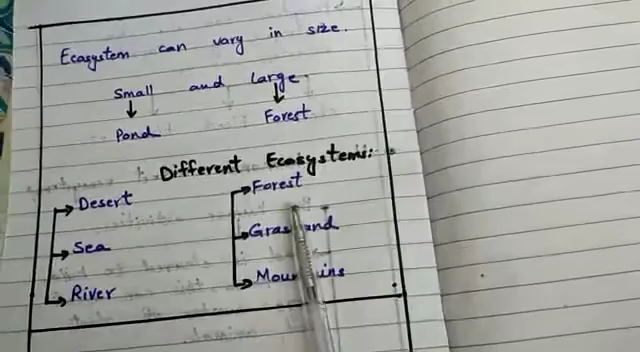 Ecosystem can vary in size.
Small and large
Pond Forest
Different Ecosystems:
Desert Forest
Sea Grassland
River Mountains